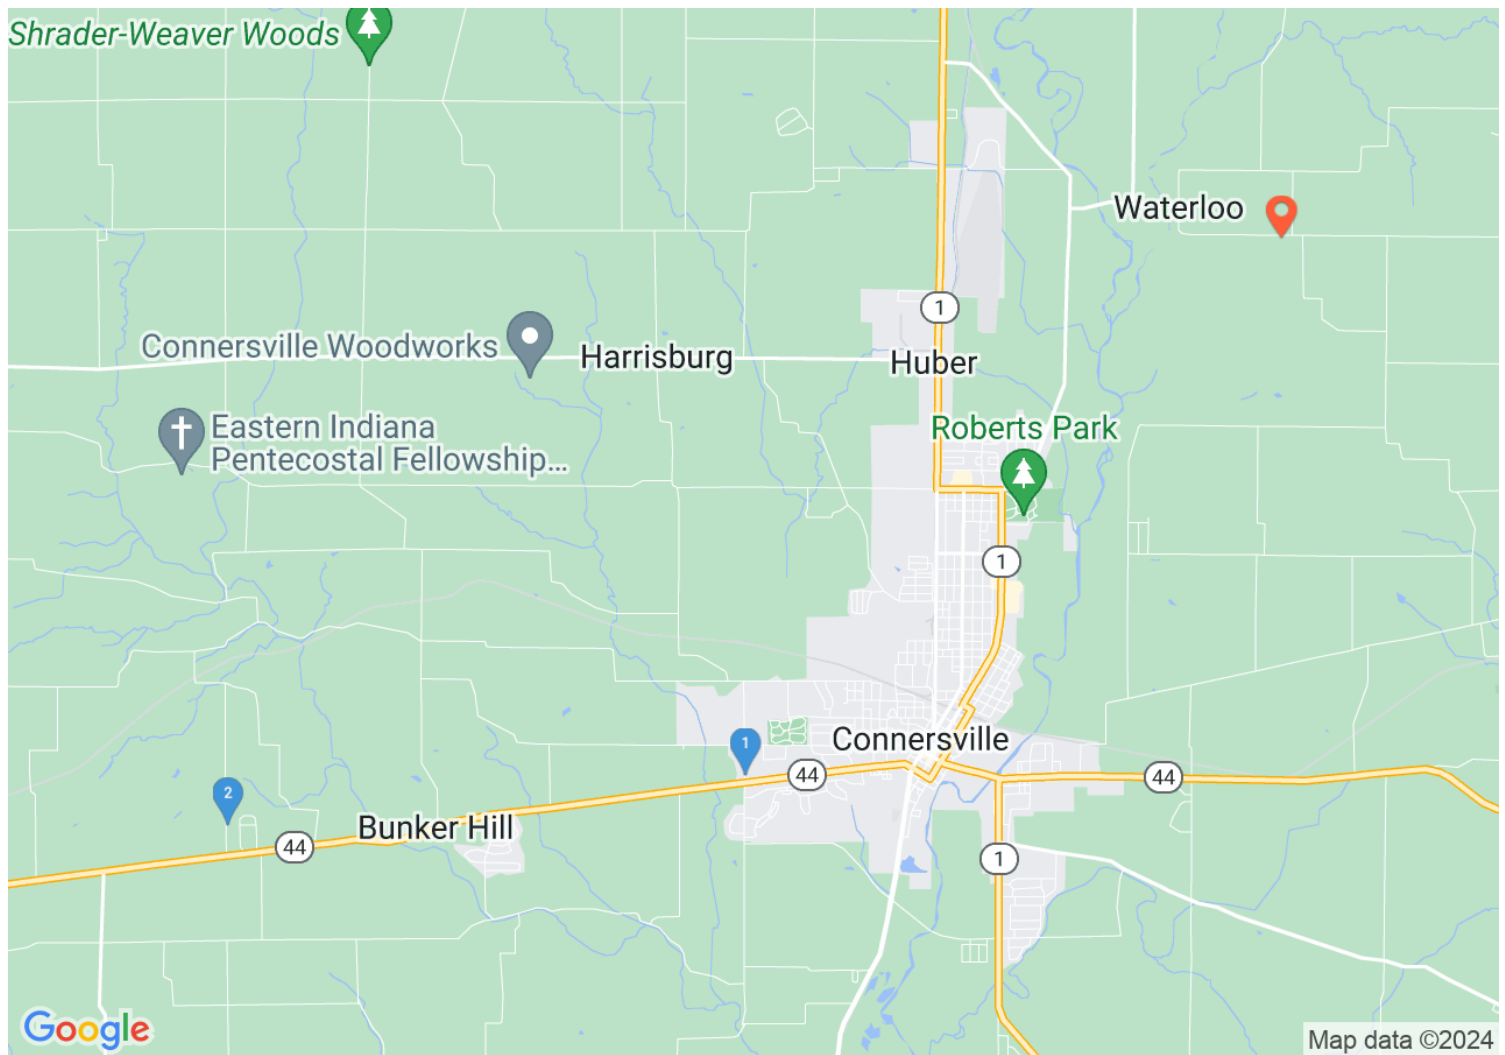 Shrader-Weaver Woods
Waterloo
1
Connersville Woodworks
Harrisburg
Huber
Eastern Indiana
Pentecostal Fellowship...
Roberts Park
1
1
Connersville
44
44
2
Bunker Hill
44
1
Google
Map data ©2024